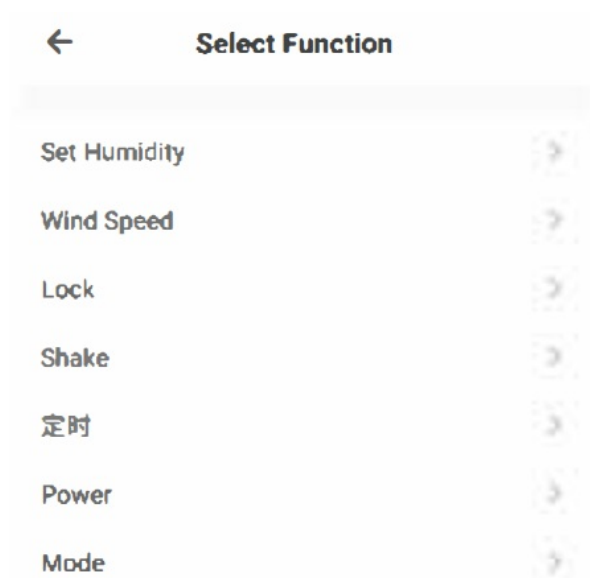 Select Function
Set Humidity
Wind Speed
Lock
Shake
定时
Power
Mode